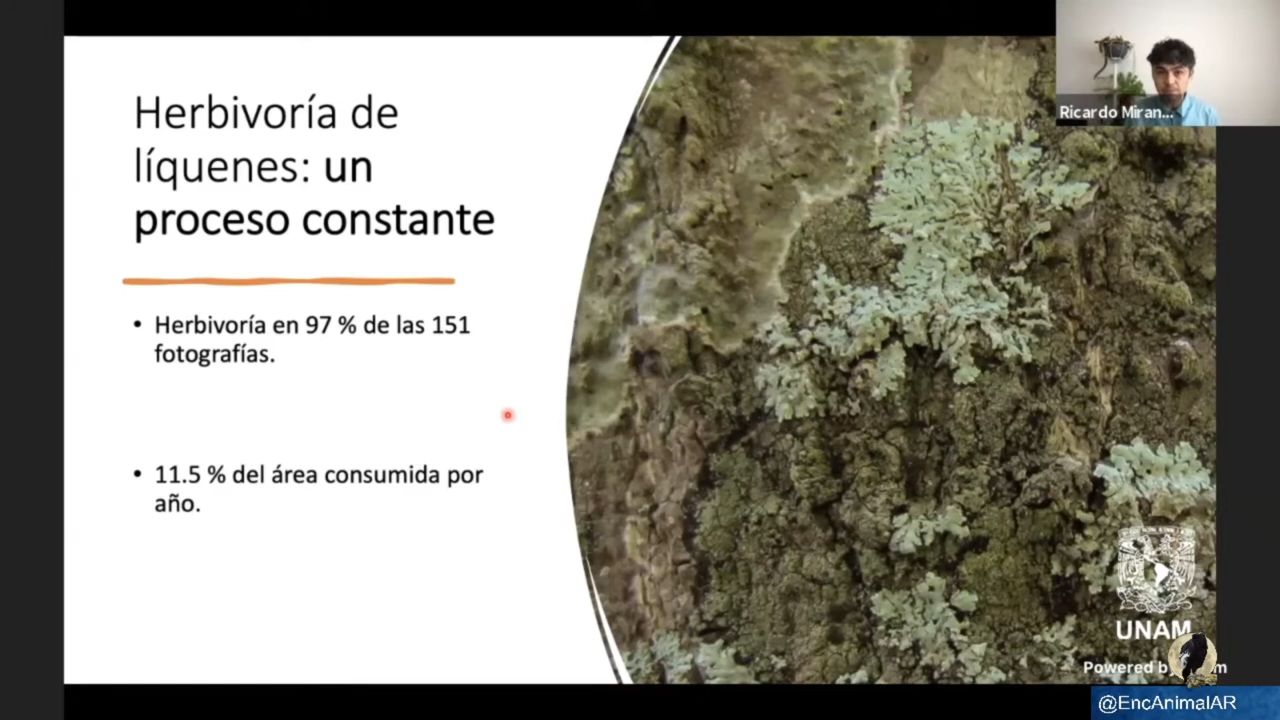 Herbivoría de
líquenes: un
proceso constante
• Herbivoría en 97 % de las 151
fotografías.
• 11.5 % del área consumida por
año.
Ricardo Miran...
UNAM
Powered by
@EncAnimalAR